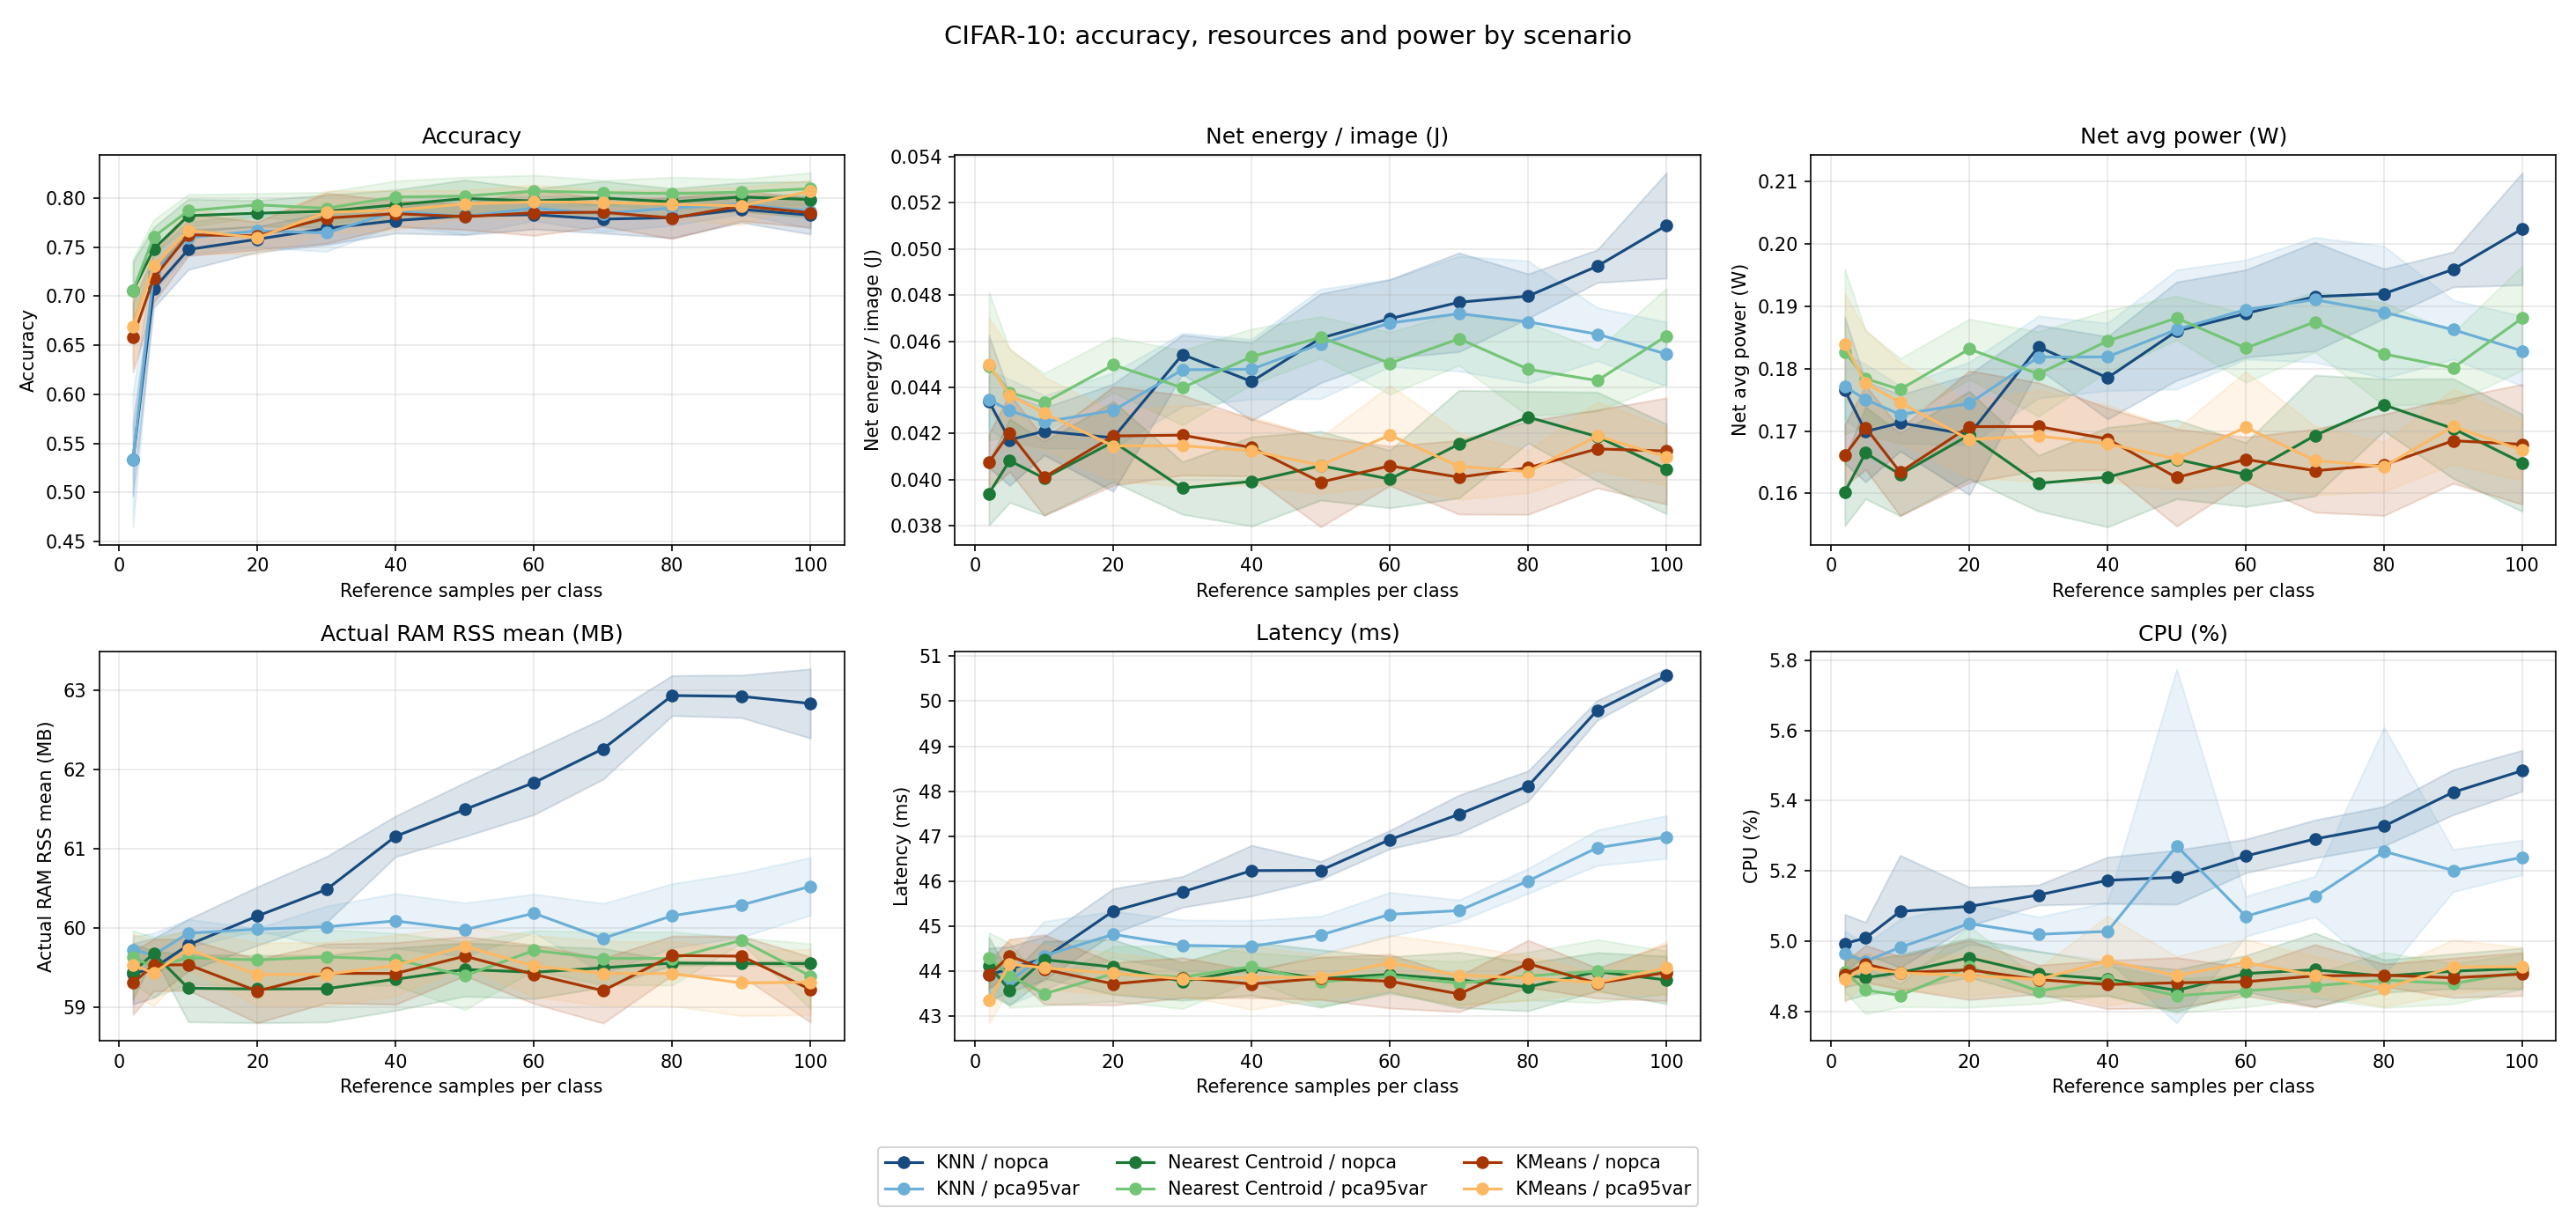 CIFAR-10: accuracy, resources and power by scenario
Accuracy
Accuracy
0.80
0.75
0.70
0.65
0.60
0.55
0.50
0.45
0 20 40 60 80 100
Reference samples per class
Net energy / image (J)
Net energy / image (J)
0.054
0.052
0.050
0.048
0.046
0.044
0.042
0.040
0.038
0 20 40 60 80 100
Reference samples per class
Net avg power (W)
Net avg power (W)
0.21
0.20
0.19
0.18
0.17
0.16
0 20 40 60 80 100
Reference samples per class
Actual RAM RSS mean (MB)
Actual RAM RSS mean (MB)
63
62
61
60
59
0 20 40 60 80 100
Reference samples per class
Latency (ms)
Latency (ms)
51
50
49
48
47
46
45
44
43
0 20 40 60 80 100
Reference samples per class
CPU (%)
CPU (%)
5.8
5.6
5.4
5.2
5.0
4.8
0 20 40 60 80 100
Reference samples per class
KNN / nopca
KNN / pca95var
Nearest Centroid / nopca
Nearest Centroid / pca95var
KMeans / nopca
KMeans / pca95var